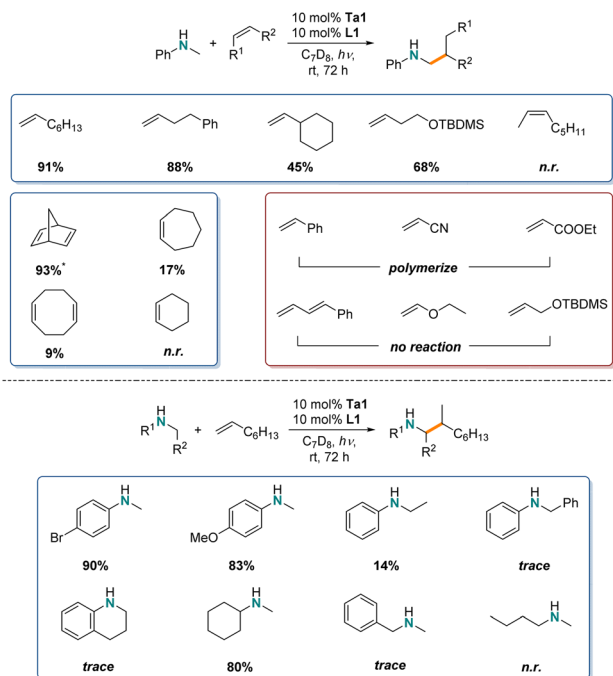 10 mol% Ta1
10 mol% L1
C7D8, hν,
rt, 72 h
Ph N H + R1 R2
Ph H N R1 R2
C6H13 Ph OTBDMS C5H11
91% 88% 45% 68% n.r.
93%* 17%
9% n.r.
Ph CN COOEt
polymerize
Ph O OTBDMS
no reaction
10 mol% Ta1
10 mol% L1
C7D8, hν,
rt, 72 h
R1 H N R2 + C6H13
R1 H N R2 C6H13
Br H N MeO H N H N H N Ph
90% 83% 14% trace
H N H N H N H N
trace 80% trace n.r.